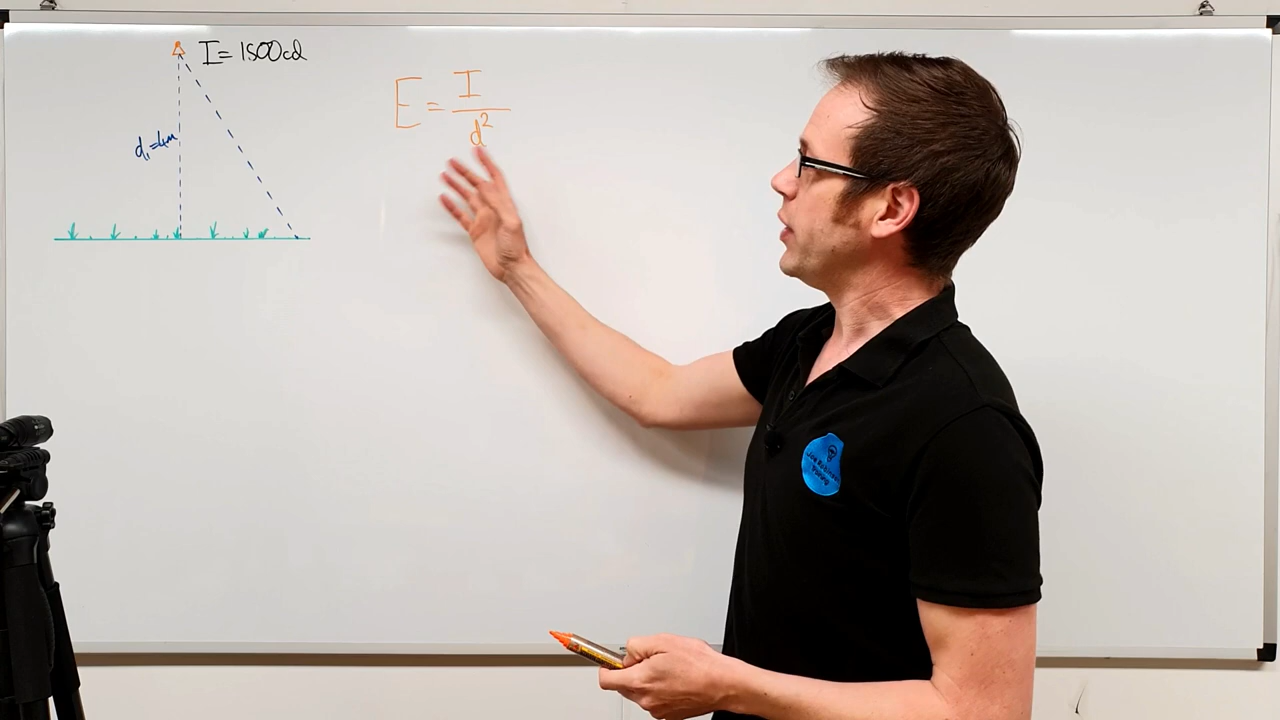 I = 1500cd
E = I/d²
d₁=4m